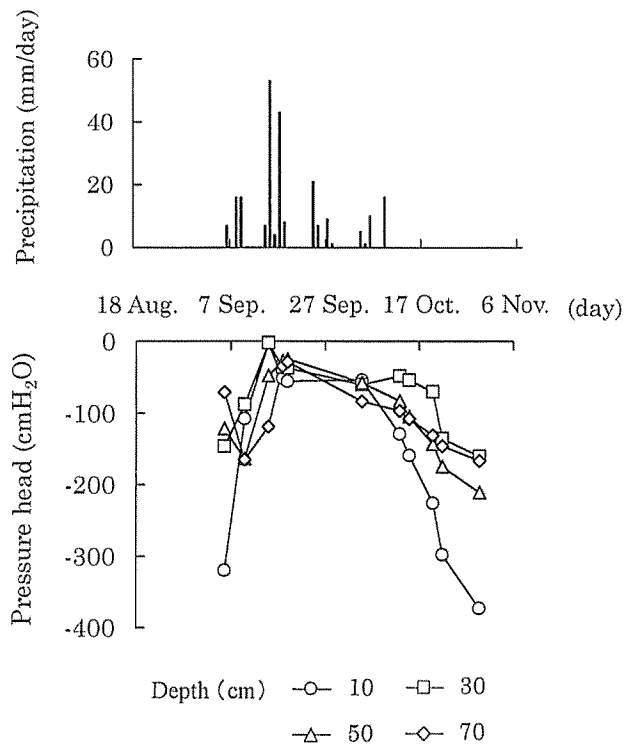 Precipitation (mm/day)
60
40
20
0
18 Aug. 7 Sep. 27 Sep. 17 Oct. 6 Nov. (day)
Pressure head (cmH₂O)
0
-100
-200
-300
-400
Depth (cm) 10 30
50 70